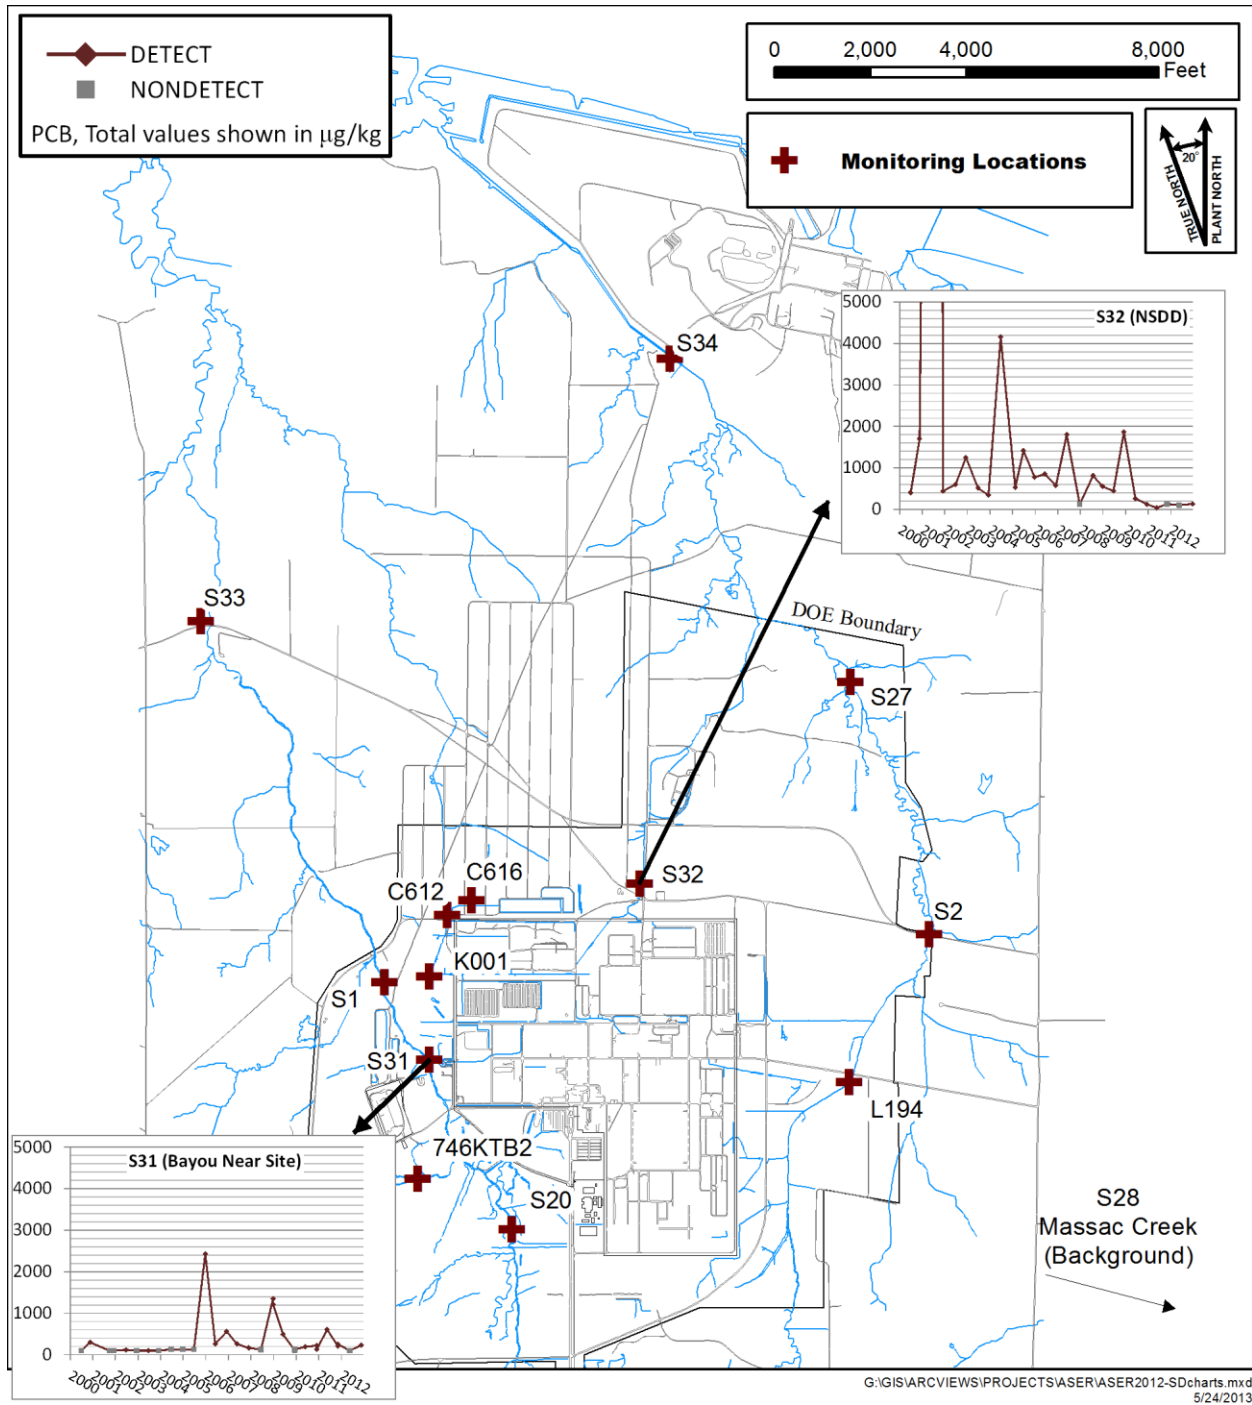 DETECT
NONDETECT
PCB, Total values shown in µg/kg
0 2,000 4,000 8,000
Feet
Monitoring Locations
20°
TRUE NORTH
PLANT NORTH
S34
S32 (NSDD)
5000
4000
3000
2000
1000
0
2000 2001 2002 2003 2004 2005 2006 2007 2008 2009 2010 2011 2012
S33
DOE Boundary
S27
C616
C612
S32
S2
K001
S1
S31
L194
746KTB2
S20
S28
Massac Creek
(Background)
S31 (Bayou Near Site)
5000
4000
3000
2000
1000
0
2000 2001 2002 2003 2004 2005 2006 2007 2008 2009 2010 2011 2012
G:\GIS\ARCVIEWS\PROJECTS\ASER\ASER2012-SDcharts.mxd
5/24/2013